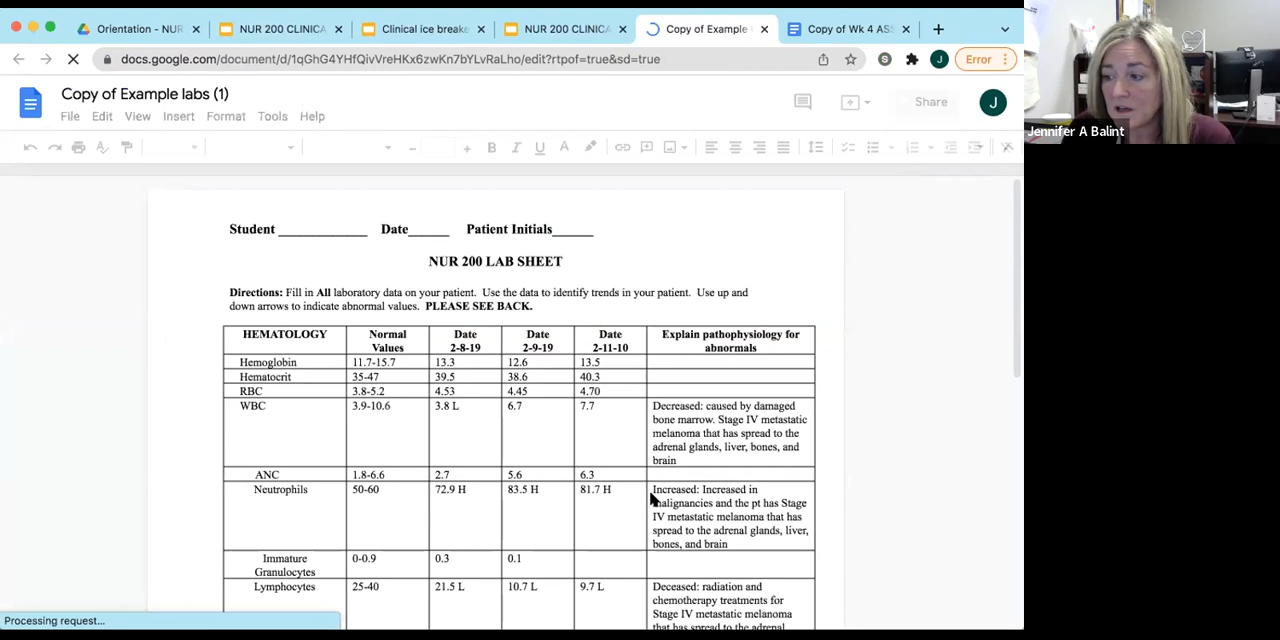 Orientation - NUR
NUR 200 CLINICA
Clinical ice breake
NUR 200 CLINICA
Copy of Example
Copy of Wk 4 ASS
docs.google.com/document/d/1qGhG4YHfQivVreHKx6zwKn7bYLvRaLho/edit?rtpof=true&sd=true
S
J
Error
Copy of Example labs (1)
File Edit View Insert Format Tools Help
Share
J
Jennifer A Balint
B I U A
Student _____________ Date______ Patient Initials______
NUR 200 LAB SHEET
Directions: Fill in All laboratory data on your patient. Use the data to identify trends in your patient. Use up and
down arrows to indicate abnormal values. PLEASE SEE BACK.
HEMATOLOGY Normal Date Date Date Explain pathophysiology for
Values 2-8-19 2-9-19 2-11-10 abnormals
Hemoglobin 11.7-15.7 13.3 12.6 13.5
Hematocrit 35-47 39.5 38.6 40.3
RBC 3.8-5.2 4.53 4.45 4.70
WBC 3.9-10.6 3.8 L 6.7 7.7 Decreased: caused by damaged
bone marrow. Stage IV metastatic
melanoma that has spread to the
adrenal glands, liver, bones, and
brain
ANC 1.8-6.6 2.7 5.6 6.3
Neutrophils 50-60 72.9 H 83.5 H 81.7 H Increased: Increased in
malignancies and the pt has Stage
IV metastatic melanoma that has
spread to the adrenal glands, liver,
bones, and brain
Immature 0-0.9 0.3 0.1
Granulocytes
Lymphocytes 25-40 21.5 L 10.7 L 9.7 L Deceased: radiation and
chemotherapy treatments for
Stage IV metastatic melanoma
that has spread to the adrenal
Processing request...